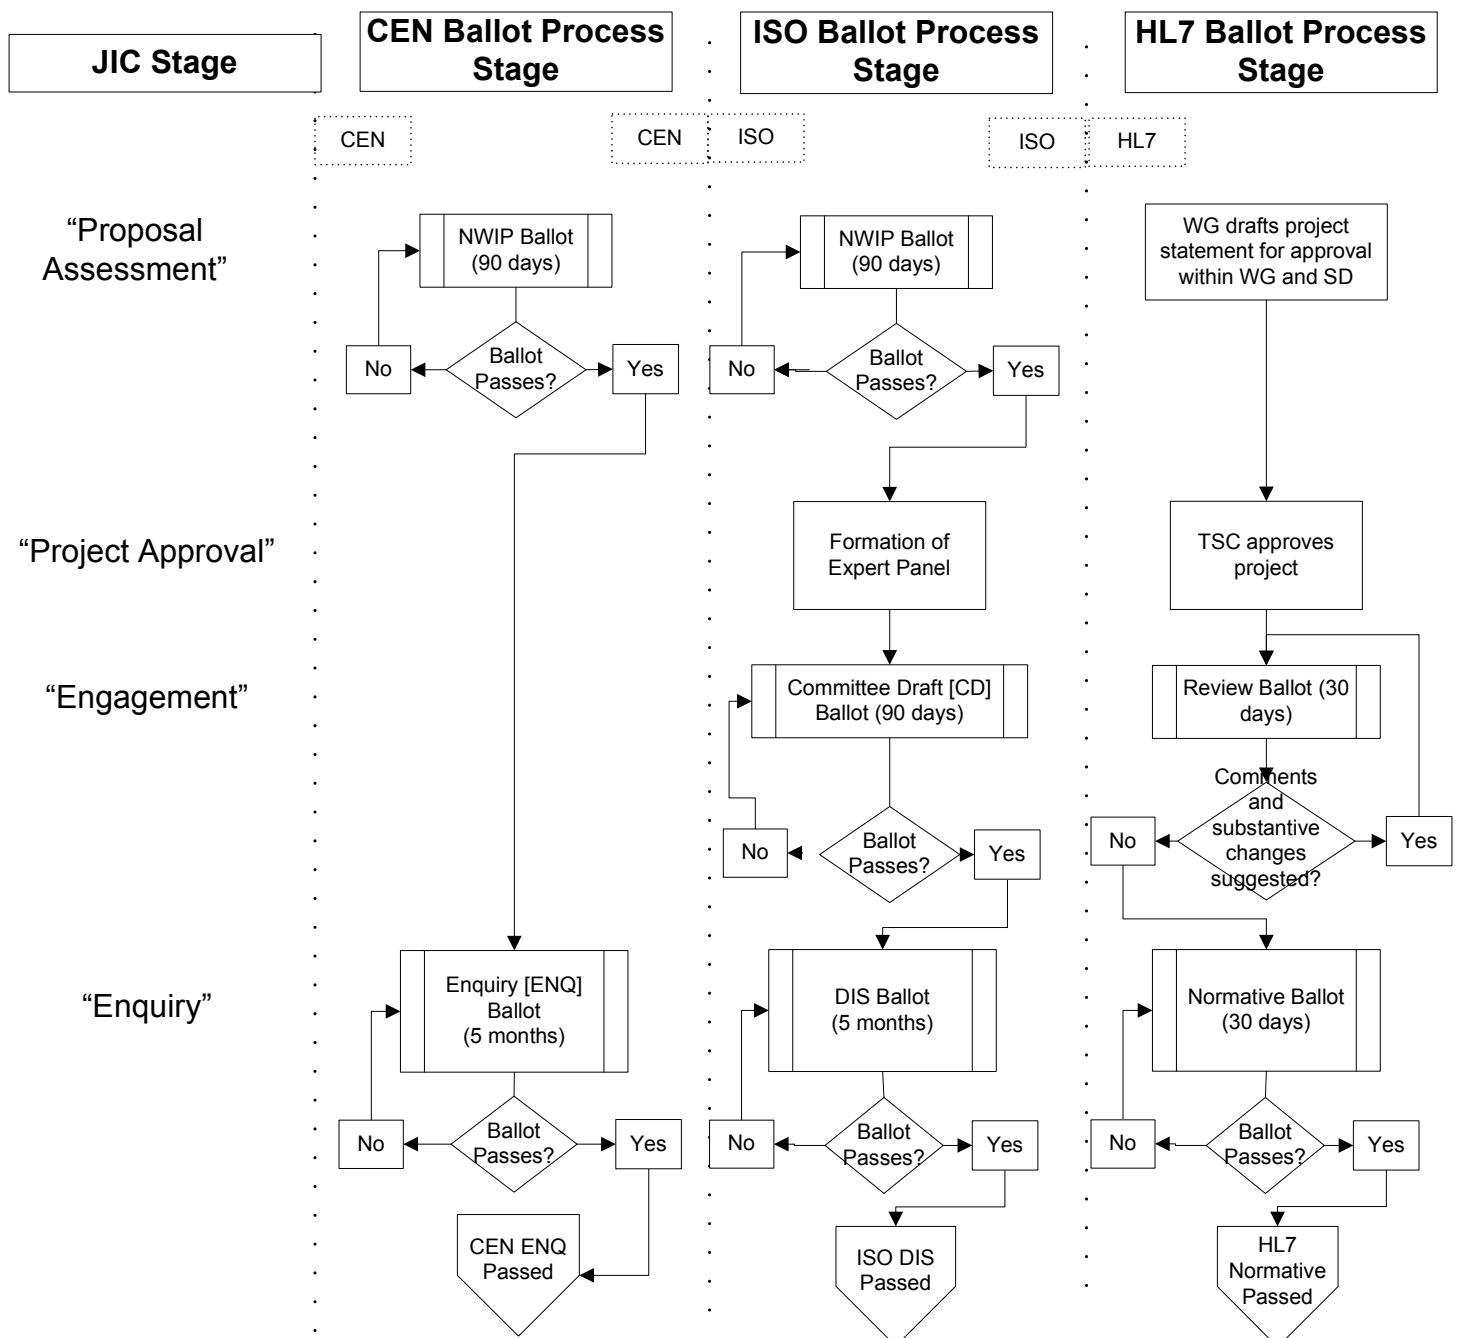 JIC Stage
CEN Ballot Process
Stage
ISO Ballot Process
Stage
HL7 Ballot Process
Stage
CEN
CEN
ISO
ISO
HL7
“Proposal
Assessment”
NWIP Ballot
(90 days)
NWIP Ballot
(90 days)
WG drafts project
statement for approval
within WG and SD
No
Ballot
Passes?
Yes
No
Ballot
Passes?
Yes
“Project Approval”
Formation of
Expert Panel
TSC approves
project
“Engagement”
Committee Draft [CD]
Ballot (90 days)
Review Ballot (30
days)
No
Ballot
Passes?
Yes
No
Comments
and
substantive
changes
suggested?
Yes
“Enquiry”
Enquiry [ENQ]
Ballot
(5 months)
DIS Ballot
(5 months)
Normative Ballot
(30 days)
No
Ballot
Passes?
Yes
No
Ballot
Passes?
Yes
No
Ballot
Passes?
Yes
CEN ENQ
Passed
ISO DIS
Passed
HL7
Normative
Passed